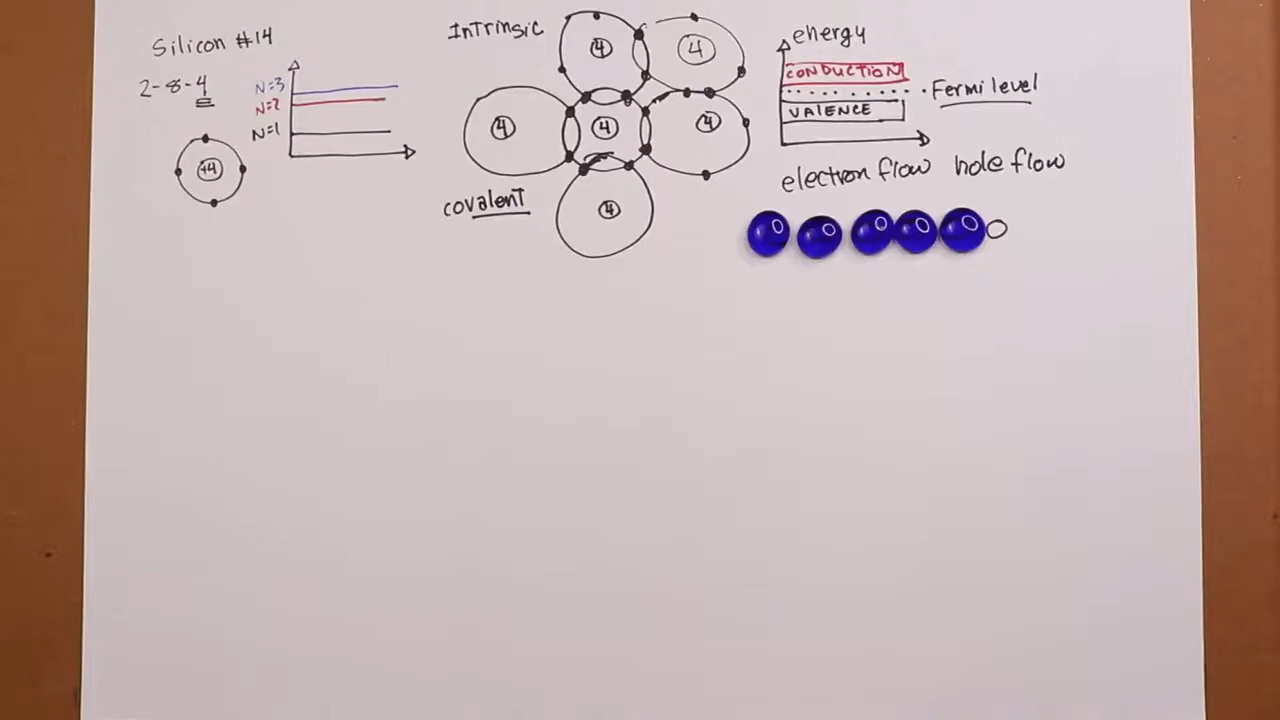 Silicon #14
2-8-4
N=3
N=2
N=1
+4
Intrinsic
4
4
4
4
4
4
covalent
energy
CONDUCTION
Fermi level
VALENCE
electron flow hole flow